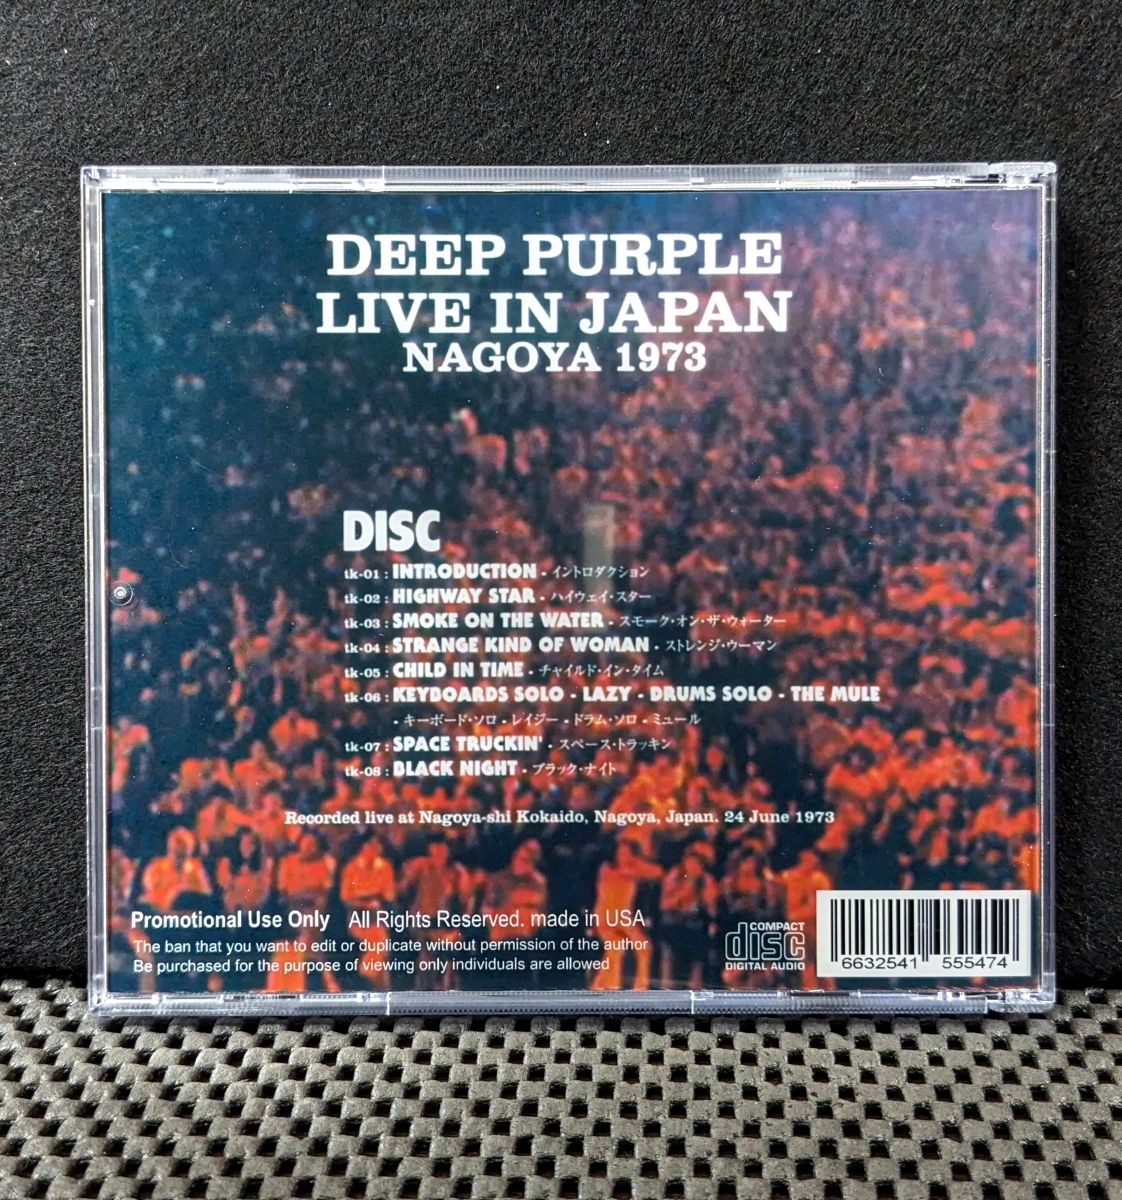 DEEP PURPLE
LIVE IN JAPAN
NAGOYA 1973
DISC
tk-01 : INTRODUCTION - イントロダクション
tk-02 : HIGHWAY STAR - ハイウェイ・スター
tk-03 : SMOKE ON THE WATER - スモーク・オン・ザ・ウォーター
tk-04 : STRANGE KIND OF WOMAN - ストレンジ・ウーマン
tk-05 : CHILD IN TIME - チャイルド・イン・タイム
tk-06 : KEYBOARDS SOLO - LAZY - DRUMS SOLO - THE MULE
- キーボード・ソロ - レイジー - ドラム・ソロ - ミュール
tk-07 : SPACE TRUCKIN' - スペース・トラッキン
tk-08 : BLACK NIGHT - ブラック・ナイト
Recorded live at Nagoya-shi Kokaido, Nagoya, Japan. 24 June 1973
Promotional Use Only All Rights Reserved. made in USA
The ban that you want to edit or duplicate without permission of the author
Be purchased for the purpose of viewing only individuals are allowed
COMPACT
disc
DIGITAL AUDIO
6632541 555474